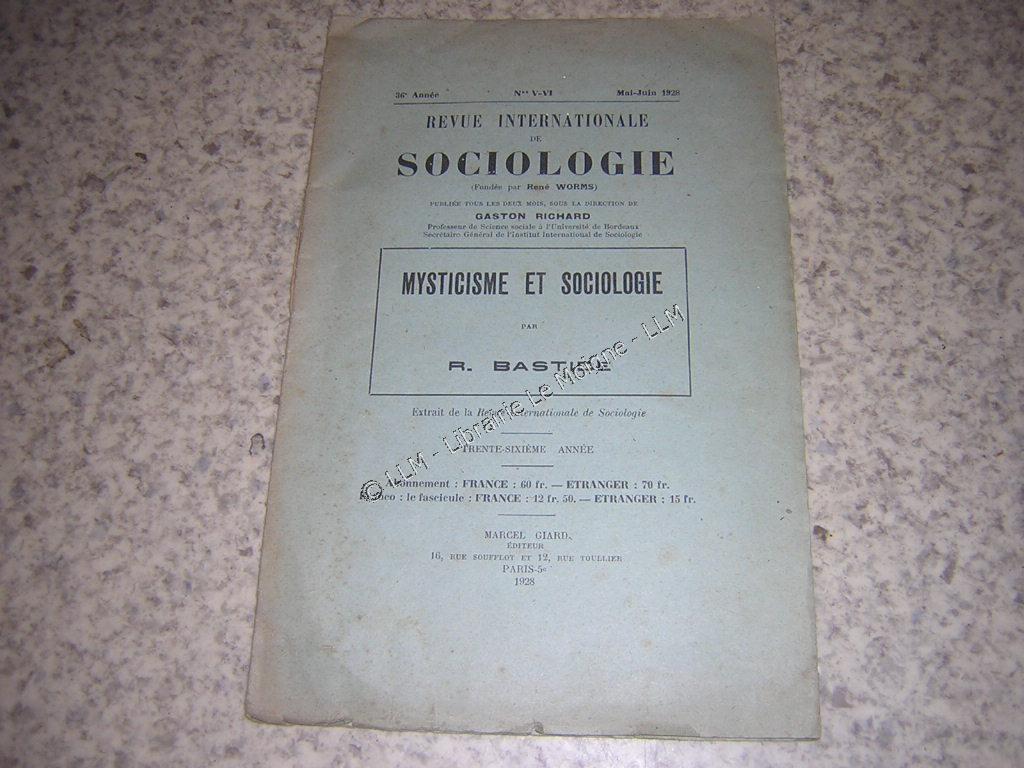 36e Année Nos V-VI Mai-Juin 1928
REVUE INTERNATIONALE
DE
SOCIOLOGIE
(Fondée par René WORMS)
PUBLIÉE TOUS LES DEUX MOIS, SOUS LA DIRECTION DE
GASTON RICHARD
Professeur de Science sociale à l'Université de Bordeaux
Secrétaire Général de l'Institut International de Sociologie
MYSTICISME ET SOCIOLOGIE
PAR
R. BASTIDE
Extrait de la Revue Internationale de Sociologie
TRENTE-SIXIÈME ANNÉE
Abonnement : FRANCE : 60 fr. — ETRANGER : 70 fr.
Franco : le fascicule : FRANCE : 12 fr. 50. — ETRANGER : 15 fr.
MARCEL GIARD,
ÉDITEUR
16, RUE SOUFFLOT ET 12, RUE TOULLIER
PARIS-5e
1928
© LLM - Librairie Le Moigne - LLM